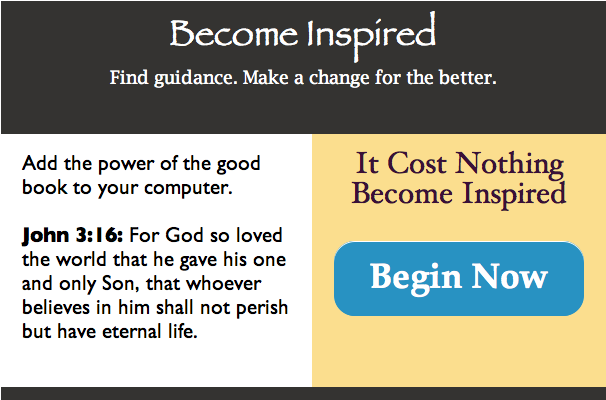 Become Inspired
Find guidance. Make a change for the better.
Add the power of the good
book to your computer.
John 3:16: For God so loved
the world that he gave his one
and only Son, that whoever
believes in him shall not perish
but have eternal life.
It Cost Nothing
Become Inspired
Begin Now